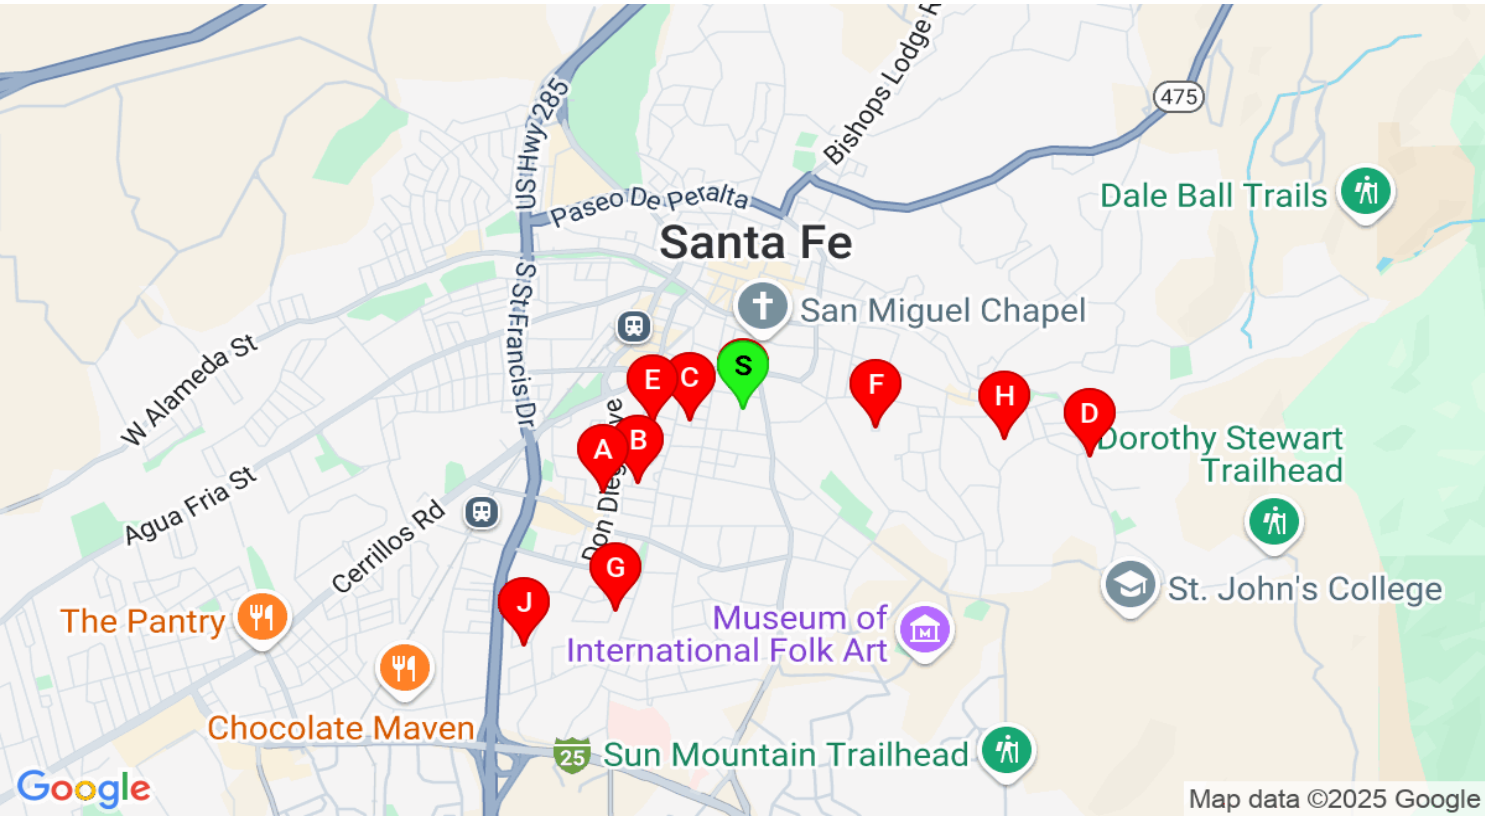 US Hwy 285
Bishops Lodge R
475
Paseo De Peralta
Dale Ball Trails
Santa Fe
S St Francis Dr
San Miguel Chapel
W Alameda St
S
E
C
F
H
D
A
B
Don Dieg
ve
Dorothy Stewart
Trailhead
Agua Fria St
Cerrillos Rd
G
J
St. John's College
The Pantry
Museum of
International Folk Art
M
Chocolate Maven
25
Sun Mountain Trailhead
Google
Map data ©2025 Google